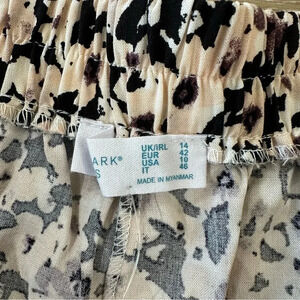 ARK®
S
UK/IRL 14
EUR 42
USA 10
IT 46
MADE IN MYANMAR